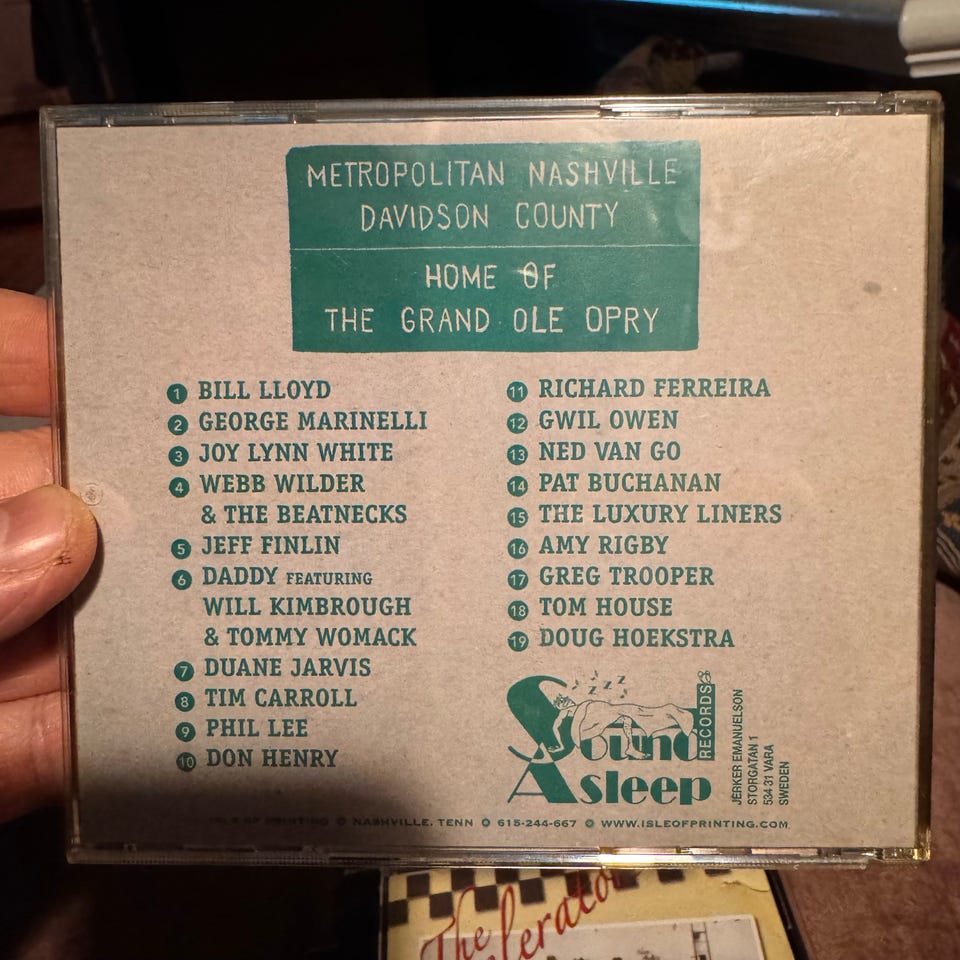 METROPOLITAN NASHVILLE
DAVIDSON COUNTY
HOME OF
THE GRAND OLE OPRY
1 BILL LLOYD
2 GEORGE MARINELLI
3 JOY LYNN WHITE
4 WEBB WILDER
& THE BEATNECKS
5 JEFF FINLIN
6 DADDY FEATURING
WILL KIMBROUGH
& TOMMY WOMACK
7 DUANE JARVIS
8 TIM CARROLL
9 PHIL LEE
10 DON HENRY
11 RICHARD FERREIRA
12 GWIL OWEN
13 NED VAN GO
14 PAT BUCHANAN
15 THE LUXURY LINERS
16 AMY RIGBY
17 GREG TROOPER
18 TOM HOUSE
19 DOUG HOEKSTRA
z z z z
Sound
Asleep
RECORDS
JERKER EMANUELSON
STORGATAN 1
534 31 VARA
SWEDEN
ISLE OF PRINTING NASHVILLE, TENN 615-244-667 WWW.ISLEOFPRINTING.COM
The